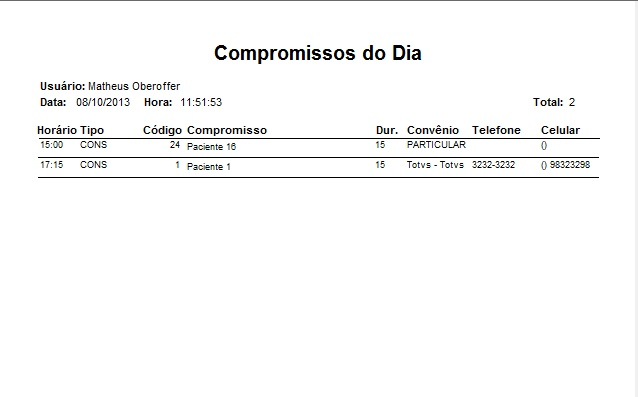 Compromissos do Dia
Usuário: Matheus Oberoffer
Data: 08/10/2013 Hora: 11:51:53 Total: 2
Horário Tipo Código Compromisso Dur. Convênio Telefone Celular
15:00 CONS 24 Paciente 16 15 PARTICULAR ()
17:15 CONS 1 Paciente 1 15 Totvs - Totvs 3232-3232 () 98323298